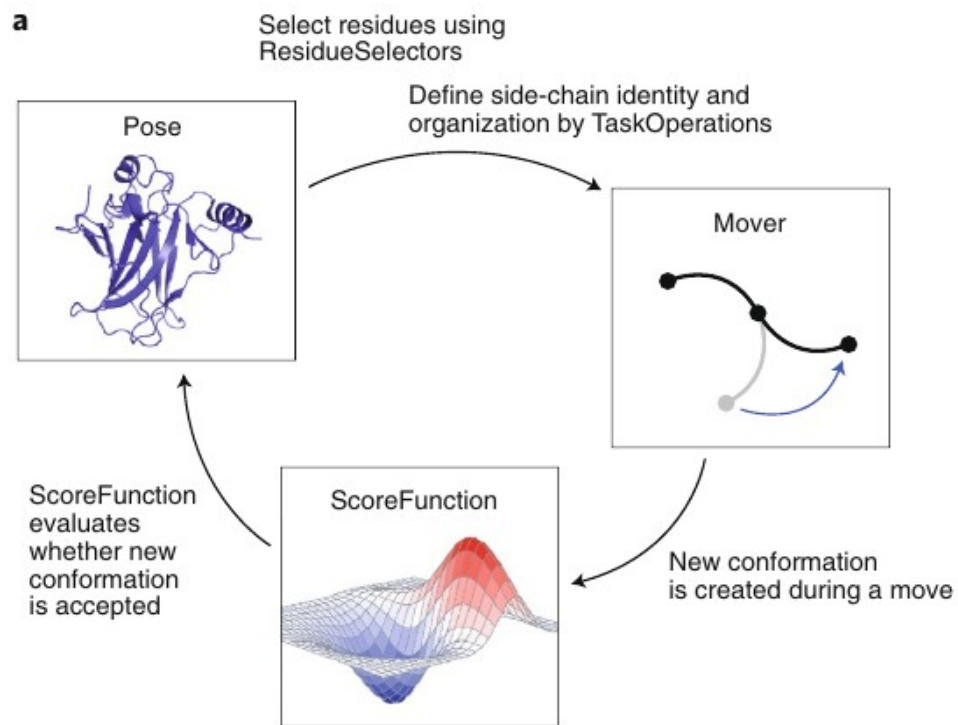 a
Select residues using
ResidueSelectors
Define side-chain identity and
organization by TaskOperations
Pose
Mover
ScoreFunction
evaluates
whether new
conformation
is accepted
ScoreFunction
New conformation
is created during a move